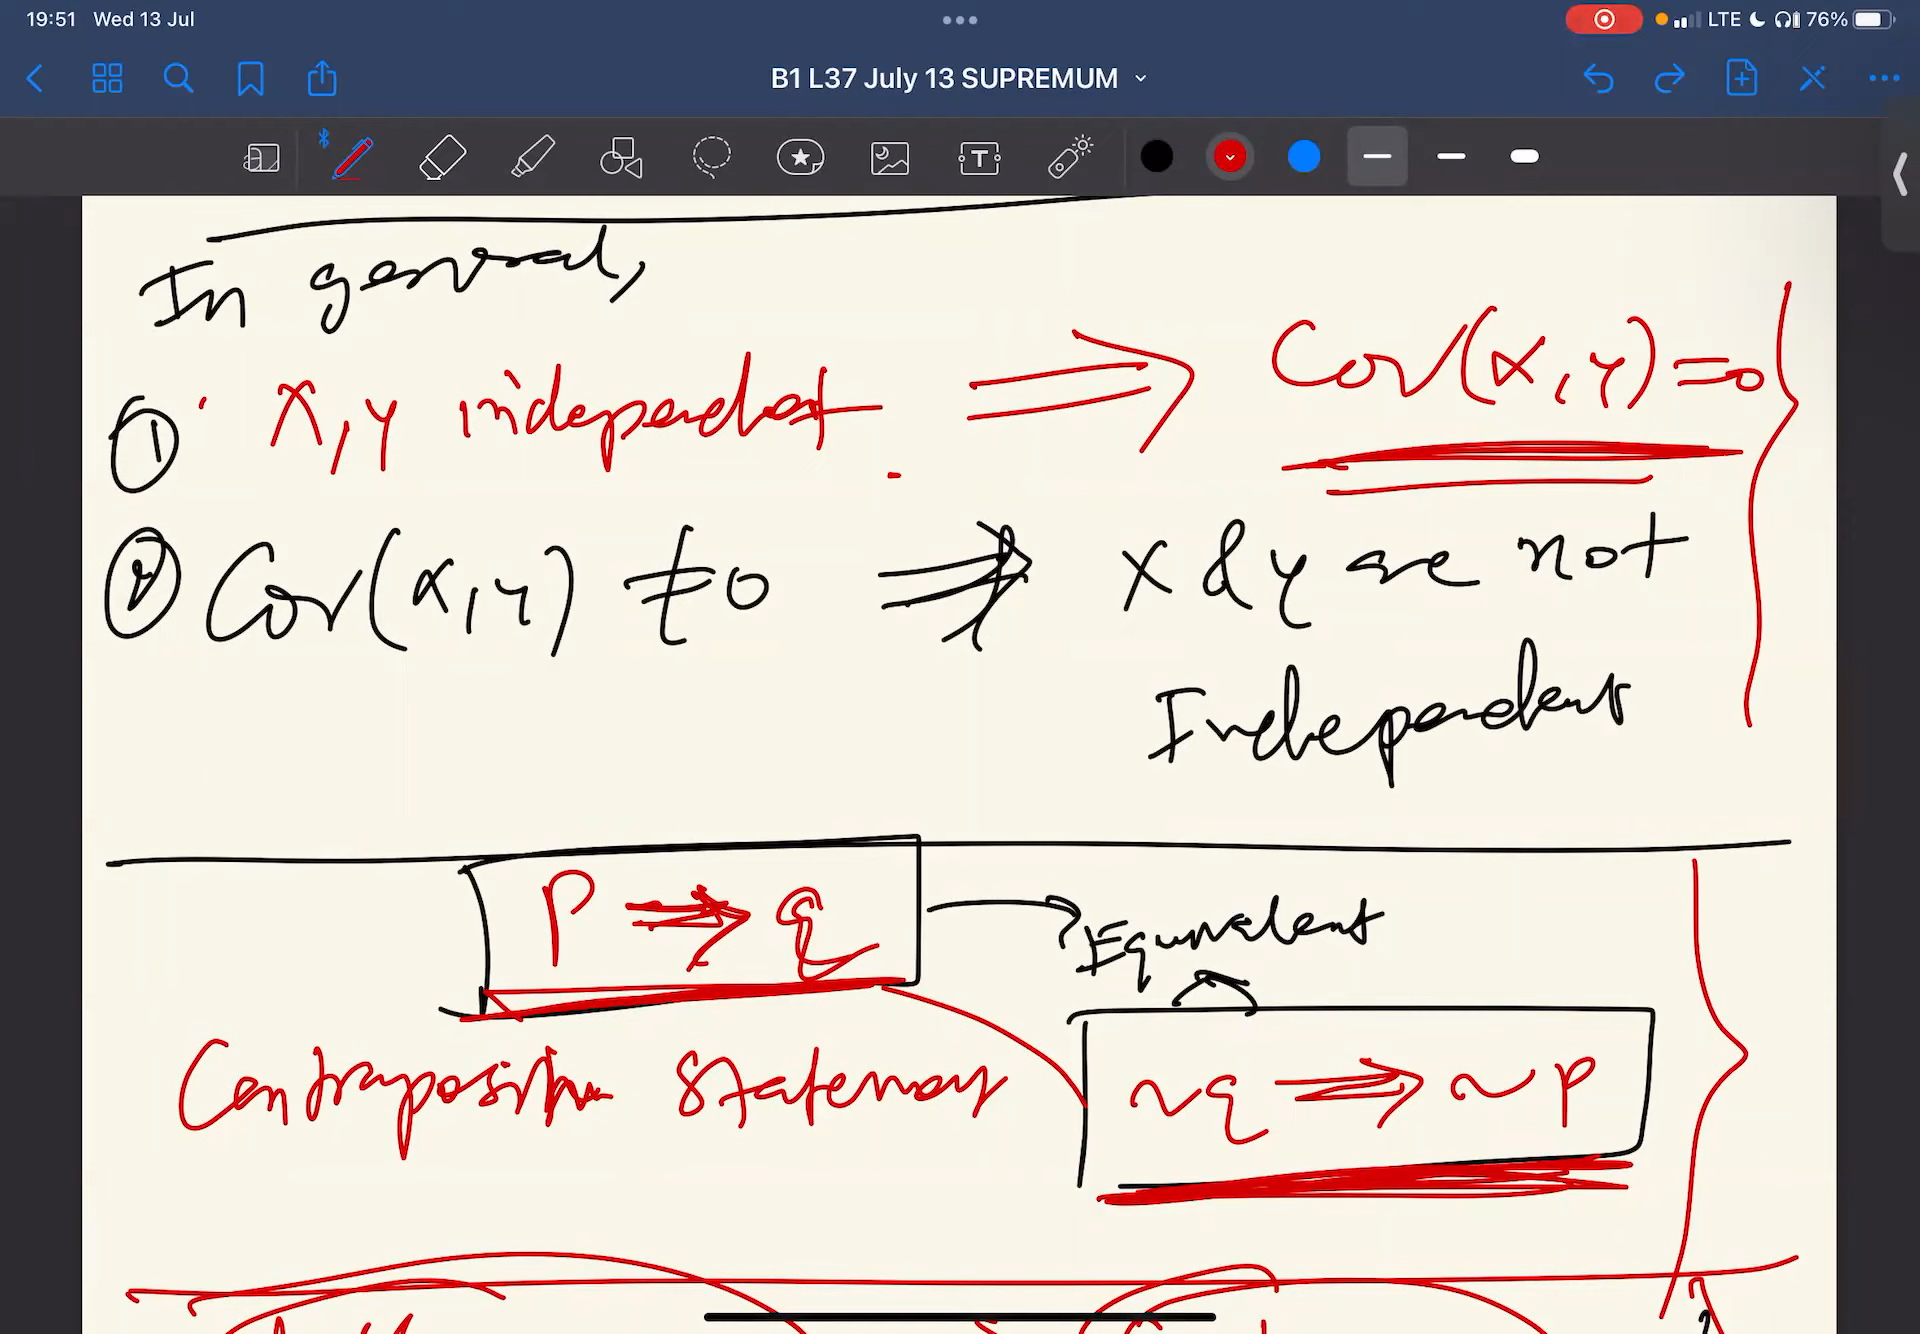 19:51 Wed 13 Jul
LTE 76%
B1 L37 July 13 SUPREMUM
In general,
① X, Y independent ⇒ Cov(X,Y)=0
② Cov(X,Y) ≠0 ⇒ X & Y are not
Independent
P ⇒ q
Equivalent
Contraposition Statement
~q ⇒ ~p